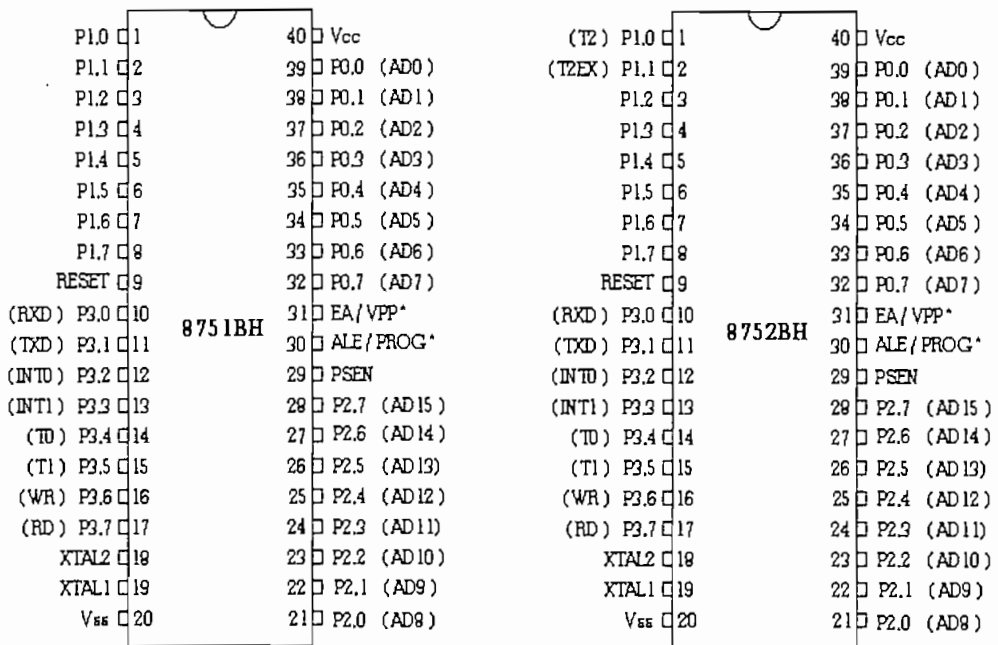 P1.0 1 40 Vcc
P1.1 2 39 P0.0 (AD0)
P1.2 3 38 P0.1 (AD1)
P1.3 4 37 P0.2 (AD2)
P1.4 5 36 P0.3 (AD3)
P1.5 6 35 P0.4 (AD4)
P1.6 7 34 P0.5 (AD5)
P1.7 8 33 P0.6 (AD6)
RESET 9 32 P0.7 (AD7)
(RXD) P3.0 10 31 EA/VPP*
8751BH
(TXD) P3.1 11 30 ALE/PROG*
(INT0) P3.2 12 29 PSEN
(INT1) P3.3 13 28 P2.7 (AD15)
(T0) P3.4 14 27 P2.6 (AD14)
(T1) P3.5 15 26 P2.5 (AD13)
(WR) P3.6 16 25 P2.4 (AD12)
(RD) P3.7 17 24 P2.3 (AD11)
XTAL2 18 23 P2.2 (AD10)
XTAL1 19 22 P2.1 (AD9)
Vss 20 21 P2.0 (AD8)
(T2) P1.0 1 40 Vcc
(T2EX) P1.1 2 39 P0.0 (AD0)
P1.2 3 38 P0.1 (AD1)
P1.3 4 37 P0.2 (AD2)
P1.4 5 36 P0.3 (AD3)
P1.5 6 35 P0.4 (AD4)
P1.6 7 34 P0.5 (AD5)
P1.7 8 33 P0.6 (AD6)
RESET 9 32 P0.7 (AD7)
(RXD) P3.0 10 31 EA/VPP*
8752BH
(TXD) P3.1 11 30 ALE/PROG*
(INT0) P3.2 12 29 PSEN
(INT1) P3.3 13 28 P2.7 (AD15)
(T0) P3.4 14 27 P2.6 (AD14)
(T1) P3.5 15 26 P2.5 (AD13)
(WR) P3.6 16 25 P2.4 (AD12)
(RD) P3.7 17 24 P2.3 (AD11)
XTAL2 18 23 P2.2 (AD10)
XTAL1 19 22 P2.1 (AD9)
Vss 20 21 P2.0 (AD8)